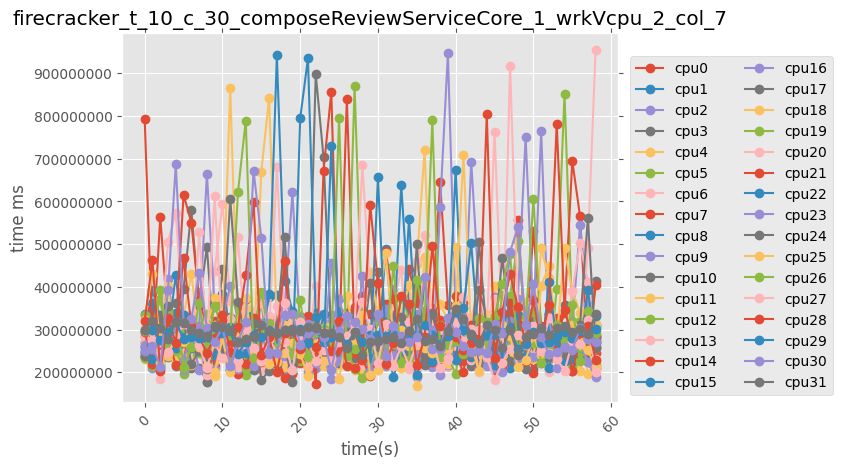 firecracker_t_10_c_30_composeReviewServiceCore_1_wrkVcpu_2_col_7
time ms
900000000
800000000
700000000
600000000
500000000
400000000
300000000
200000000
0
10
20
30
40
50
60
time(s)
cpu0
cpu1
cpu2
cpu3
cpu4
cpu5
cpu6
cpu7
cpu8
cpu9
cpu10
cpu11
cpu12
cpu13
cpu14
cpu15
cpu16
cpu17
cpu18
cpu19
cpu20
cpu21
cpu22
cpu23
cpu24
cpu25
cpu26
cpu27
cpu28
cpu29
cpu30
cpu31